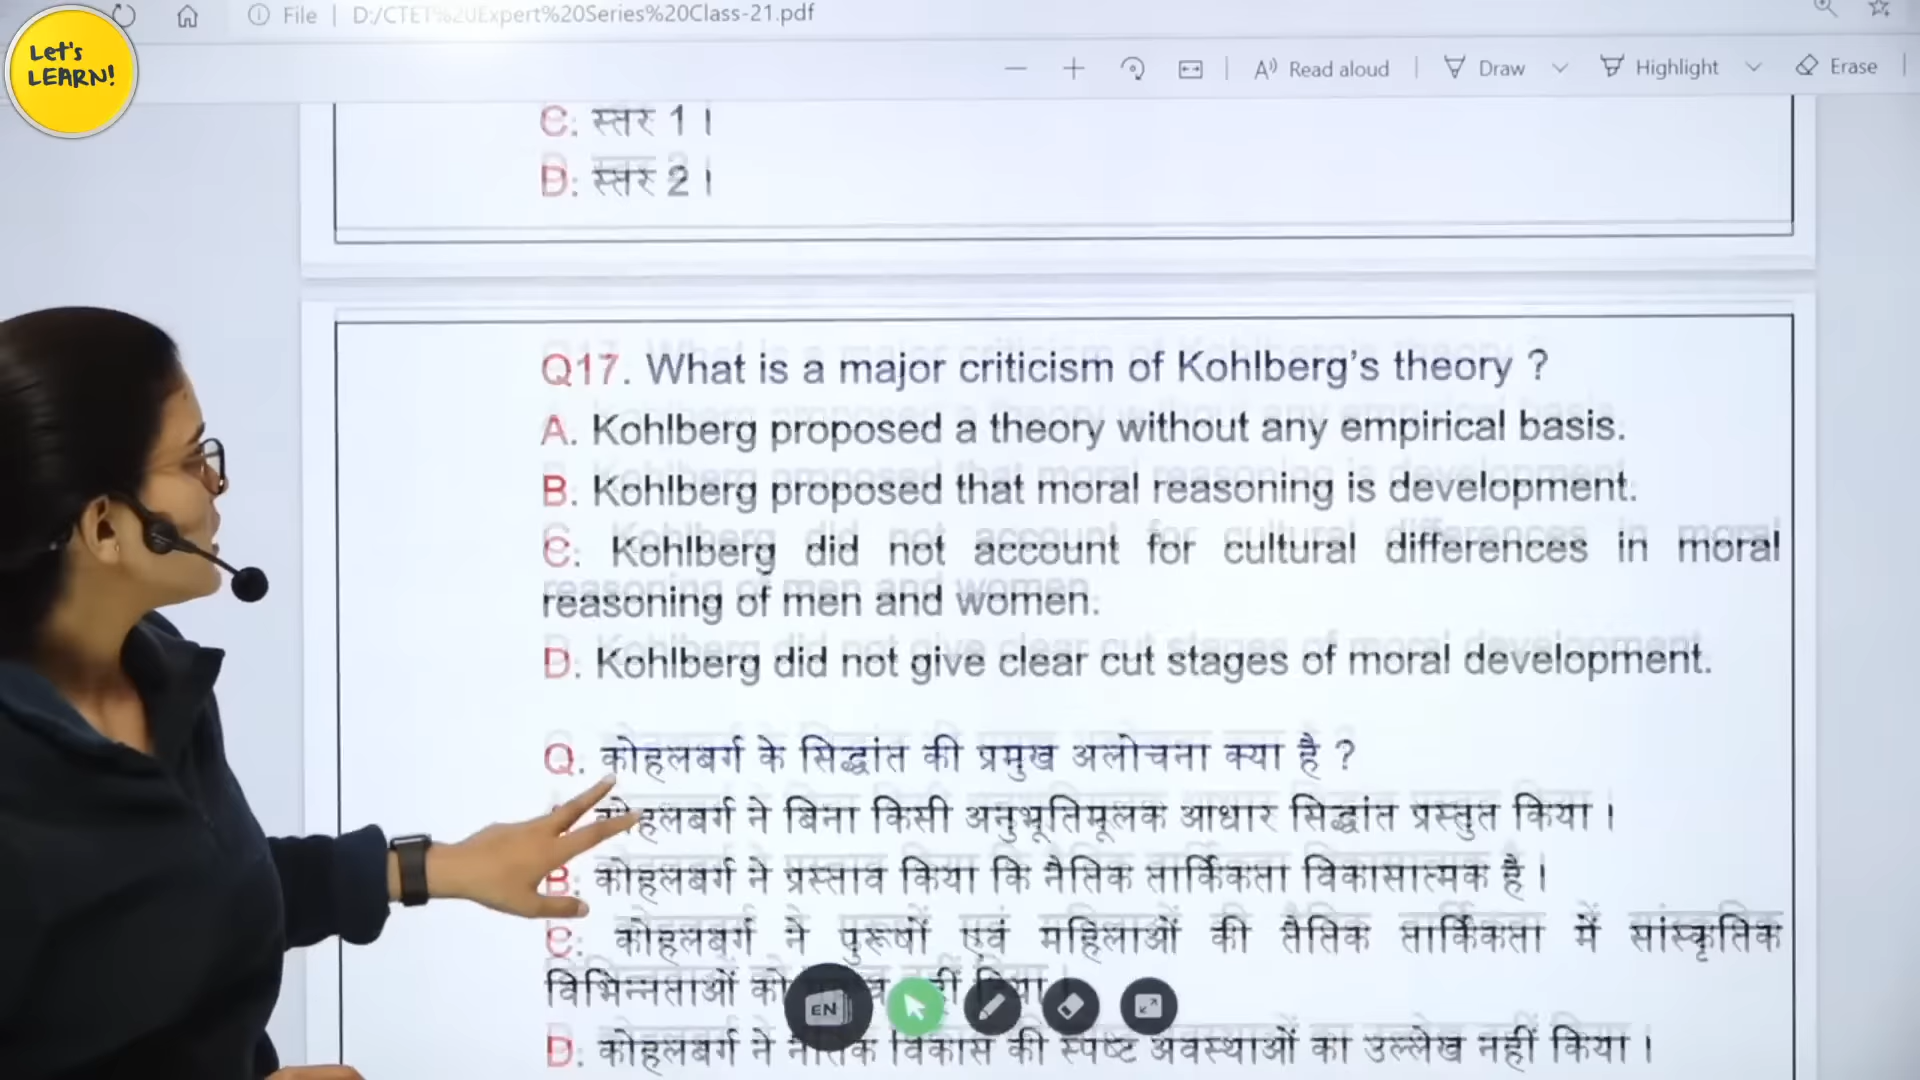 Let's
LEARN!
File
D:/CTET%20Expert%20Series%20Class-21.pdf
Read aloud
Draw
Highlight
Erase
C. स्तर 1 ।
D. स्तर 2 ।
Q17. What is a major criticism of Kohlberg's theory ?
A. Kohlberg proposed a theory without any empirical basis.
B. Kohlberg proposed that moral reasoning is development.
C. Kohlberg did not account for cultural differences in moral
reasoning of men and women.
D. Kohlberg did not give clear cut stages of moral development.
Q. कोहलबर्ग के सिद्धांत की प्रमुख अलोचना क्या है ?
कोहलबर्ग ने बिना किसी अनुभूतिमूलक आधार सिद्धांत प्रस्तुत किया ।
B. कोहलबर्ग ने प्रस्ताव किया कि नैतिक तार्किकता विकासात्मक है ।
C. कोहलबर्ग ने पुरूषों एवं महिलाओं की नैतिक तार्किकता में सांस्कृतिक
विभिन्नताओं को
EN
D. कोहलबर्ग ने नैतिक विकास की स्पष्ट अवस्थाओं का उल्लेख नहीं किया ।